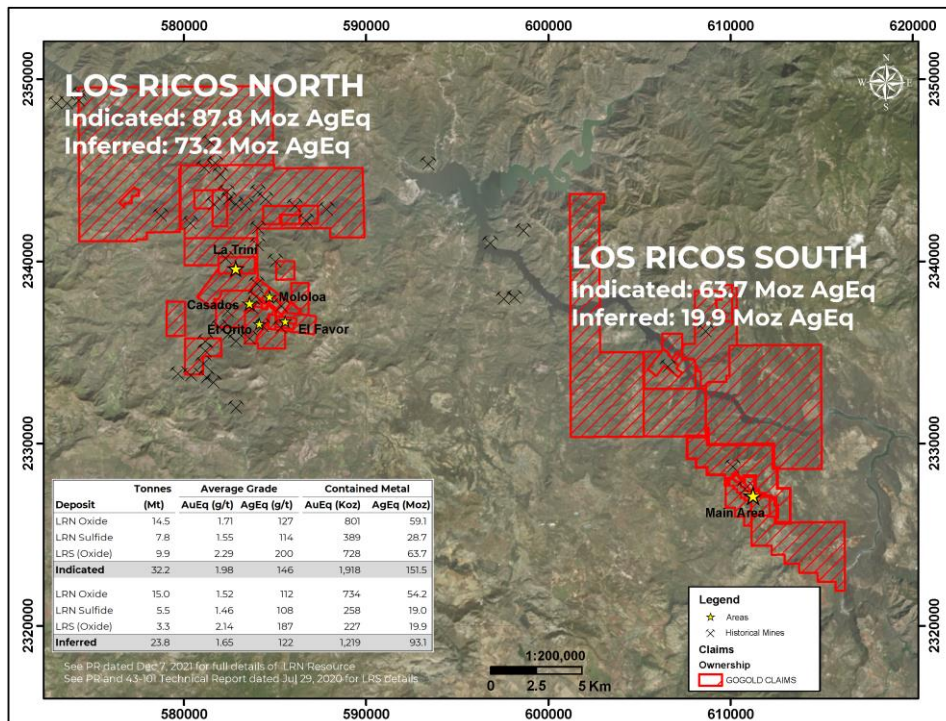 580000 590000 600000 610000 620000
2350000 2350000
LOS RICOS NORTH
Indicated: 87.8 Moz AgEq
Inferred: 73.2 Moz AgEq
N
W E
S
2340000 2340000
La Trini
Mololoa
Casados
El Orito
El Favor
LOS RICOS SOUTH
Indicated: 63.7 Moz AgEq
Inferred: 19.9 Moz AgEq
2330000 2330000
Main Area
Tonnes Average Grade Contained Metal
Deposit (Mt) AuEq (g/t) AgEq (g/t) AuEq (Koz) AgEq (Moz)
LRN Oxide 14.5 1.71 127 801 59.1
LRN Sulfide 7.8 1.55 114 389 28.7
LRS (Oxide) 9.9 2.29 200 728 63.7
Indicated 32.2 1.98 146 1,918 151.5
LRN Oxide 15.0 1.52 112 734 54.2
LRN Sulfide 5.5 1.46 108 258 19.0
LRS (Oxide) 3.3 2.14 187 227 19.9
Inferred 23.8 1.65 122 1,219 93.1
See PR dated Dec 7, 2021 for full details of LRN Resource
See PR and 43-101 Technical Report dated Jul 29, 2020 for LRS details
2320000 2320000
1:200,000
0 2.5 5 Km
Legend
Areas
Historical Mines
Claims
Ownership
GOGOLD CLAIMS
580000 590000 600000 610000 620000